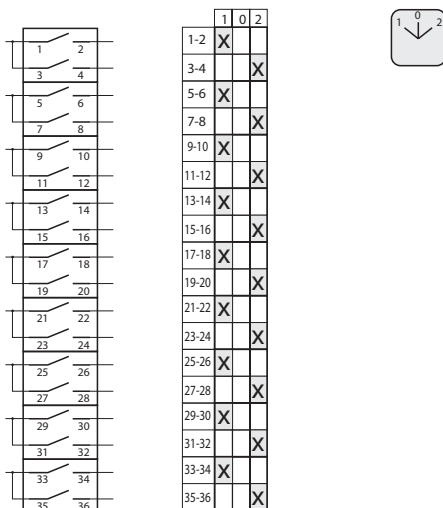 1 0 2
1 2
3 4
5 6
7 8
9 10
11 12
13 14
15 16
17 18
19 20
21 22
23 24
25 26
27 28
29 30
31 32
33 34
35 36
1-2 X
3-4 X
5-6 X
7-8 X
9-10 X
11-12 X
13-14 X
15-16 X
17-18 X
19-20 X
21-22 X
23-24 X
25-26 X
27-28 X
29-30 X
31-32 X
33-34 X
35-36 X
1 0 2